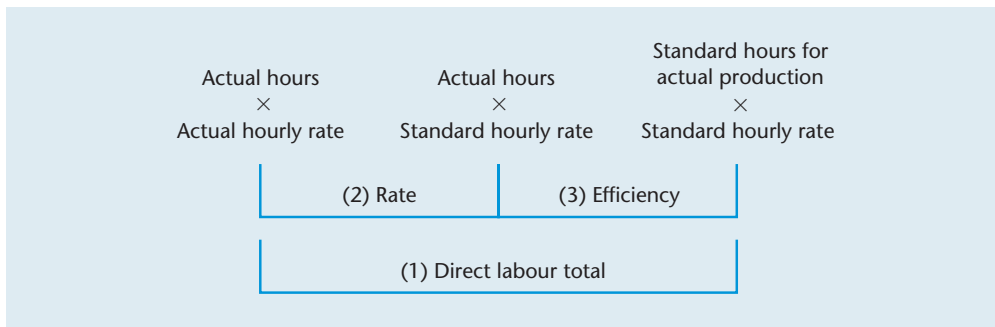 Actual hours
×
Actual hourly rate
Actual hours
×
Standard hourly rate
Standard hours for
actual production
×
Standard hourly rate
(2) Rate
(3) Efficiency
(1) Direct labour total